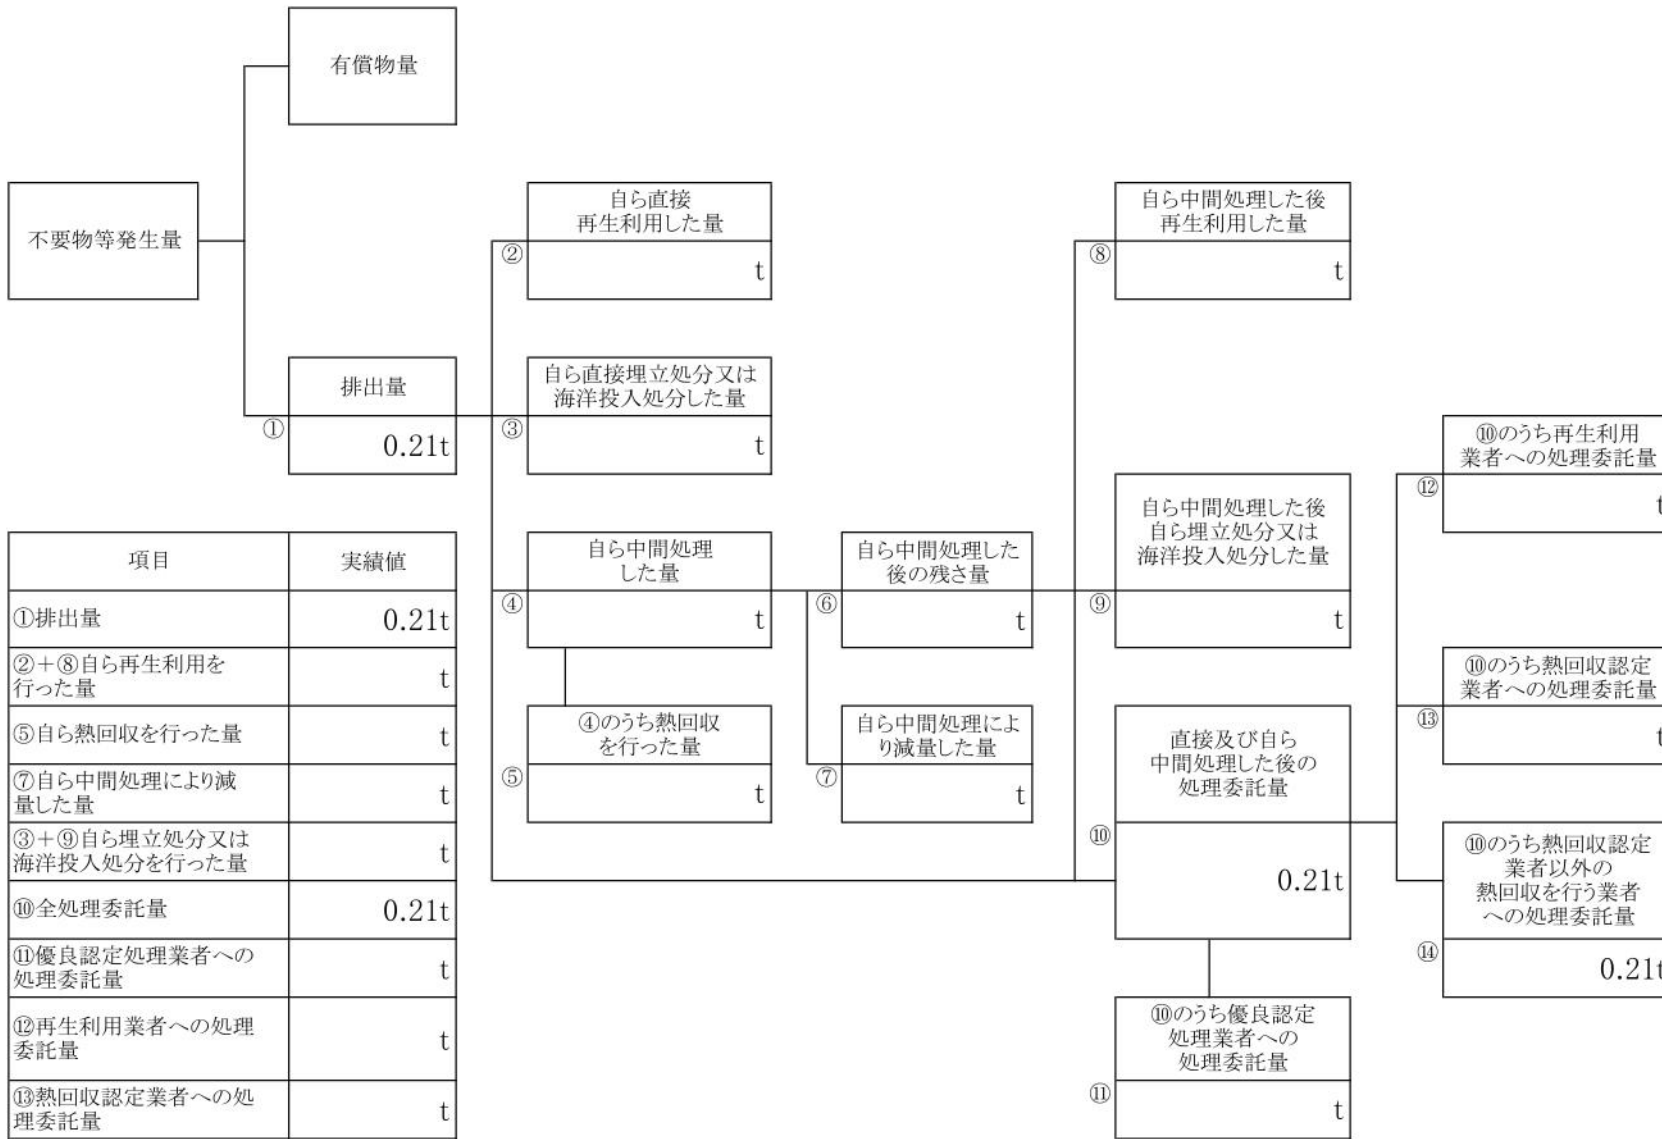 有償物量
不要物等発生量
自ら直接
再生利用した量
②
t
自ら中間処理した後
再生利用した量
⑧
t
排出量
①
0.21t
自ら直接埋立処分又は
海洋投入処分した量
③
t
⑩のうち再生利用
業者への処理委託量
⑫
t
自ら中間処理
した量
④
t
自ら中間処理した
後の残さ量
⑥
t
自ら中間処理した後
自ら埋立処分又は
海洋投入処分した量
⑨
t
⑩のうち熱回収認定
業者への処理委託量
⑬
t
④のうち熱回収
を行った量
⑤
t
自ら中間処理によ
り減量した量
⑦
t
直接及び自ら
中間処理した後の
処理委託量
⑩
0.21t
⑩のうち熱回収認定
業者以外の
熱回収を行う業者
への処理委託量
⑭
0.21t
⑩のうち優良認定
処理業者への
処理委託量
⑪
t
項目 実績値
①排出量 0.21t
②＋⑧自ら再生利用を
行った量 t
⑤自ら熱回収を行った量 t
⑦自ら中間処理により減
量した量 t
③＋⑨自ら埋立処分又は
海洋投入処分を行った量 t
⑩全処理委託量 0.21t
⑪優良認定処理業者への
処理委託量 t
⑫再生利用業者への処理
委託量 t
⑬熱回収認定業者への処
理委託量 t